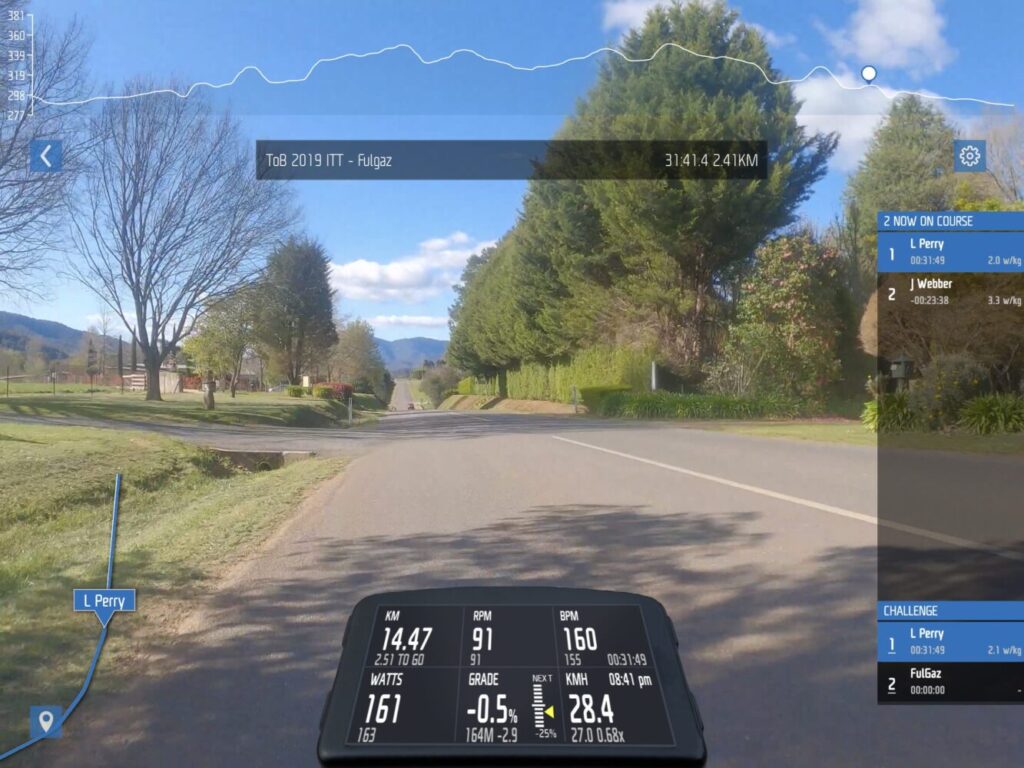 381
360
339
319
298
277
ToB 2019 ITT - Fulgaz 31:41.4 2.41KM
2 NOW ON COURSE
1 L Perry
00:31:49 2.0 w/kg
2 J Webber
-00:23:38 3.3 w/kg
L Perry
CHALLENGE
1 L Perry
00:31:49 2.1 w/kg
2 FulGaz
00:00:00 -
KM RPM BPM
14.47 91 160
2.51 TO GO 91 155 00:31:49
WATTS GRADE NEXT KMH 08:41 pm
161 -0.5% 28.4
163 164M -2.9 -25% 27.0 0.68x